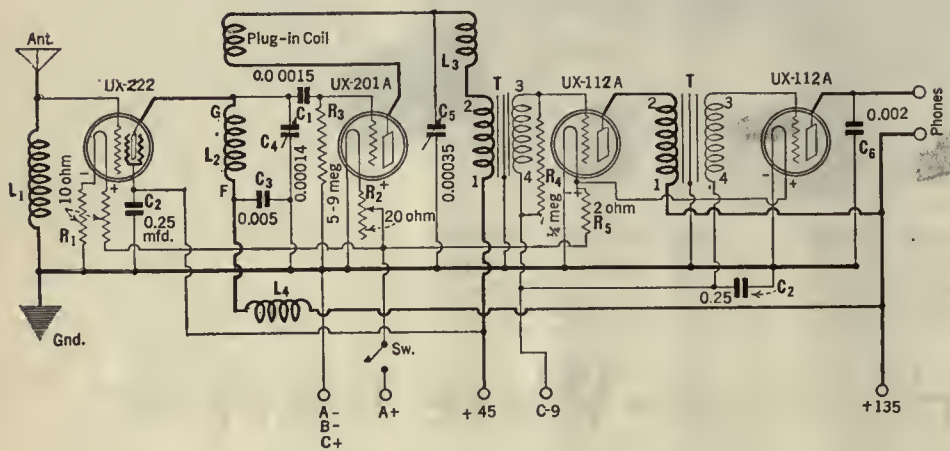 Ant.
UX-222
Plug-in Coil
0.00015
L3
C5
0.00035
UX-201A
UX-112A
UX-112A
T
T
Phones
0.002
C6
G
L2
F
C1
C4
0.00014
R3
5-9 meg
R2
+
20 ohm
2
1
3
4
R4
¼ meg
+
2 ohm
R5
2
1
3
4
-
+
L1
10 ohm
-
+
R1
C2
0.25
mfd.
C3
0.005
L4
0.25
C2
Gnd.
Sw.
A-
B-
C+
A+
+45
C-9
+135